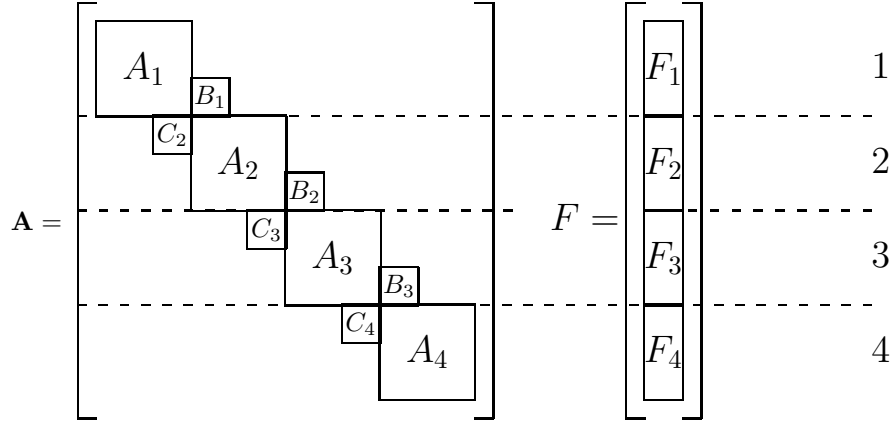 A₁ F₁ 1
B₁
C₂
A₂ F₂ 2
B₂
A = F =
C₃
A₃ F₃ 3
B₃
C₄
A₄ F₄ 4